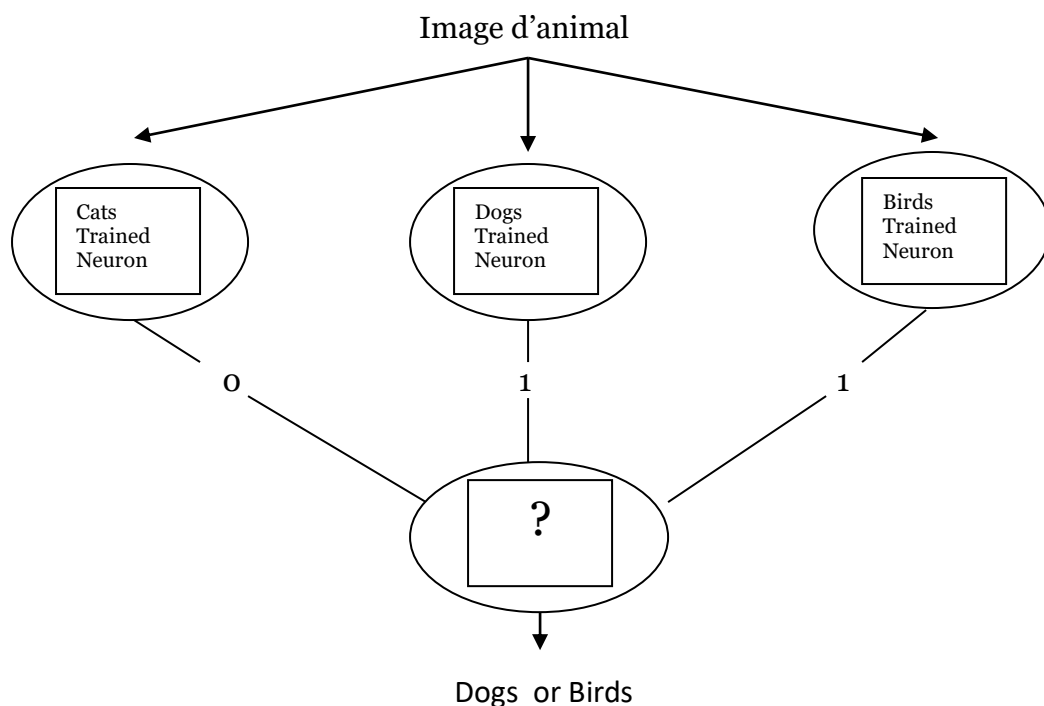 Image d’animal
Cats
Trained
Neuron
Dogs
Trained
Neuron
Birds
Trained
Neuron
0
1
1
?
Dogs or Birds